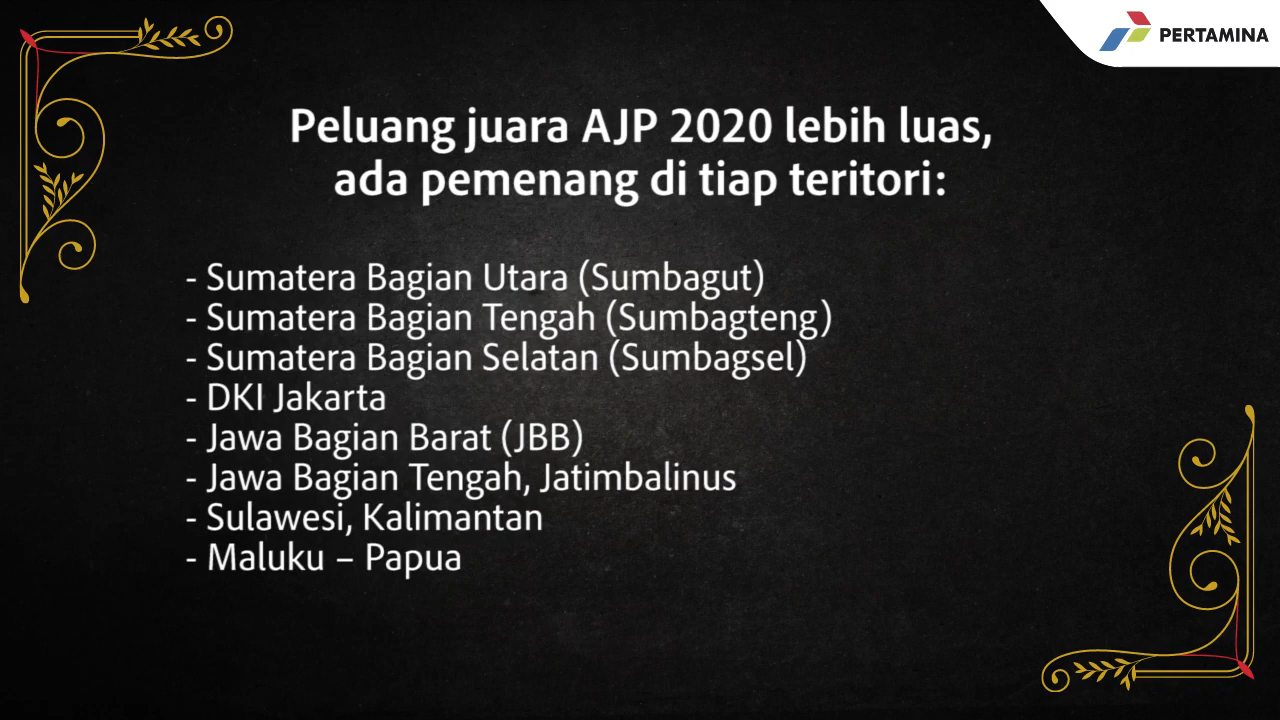 PERTAMINA
Peluang juara AJP 2020 lebih luas,
ada pemenang di tiap teritori:
- Sumatera Bagian Utara (Sumbagut)
- Sumatera Bagian Tengah (Sumbagteng)
- Sumatera Bagian Selatan (Sumbagsel)
- DKI Jakarta
- Jawa Bagian Barat (JBB)
- Jawa Bagian Tengah, Jatimbalinus
- Sulawesi, Kalimantan
- Maluku – Papua